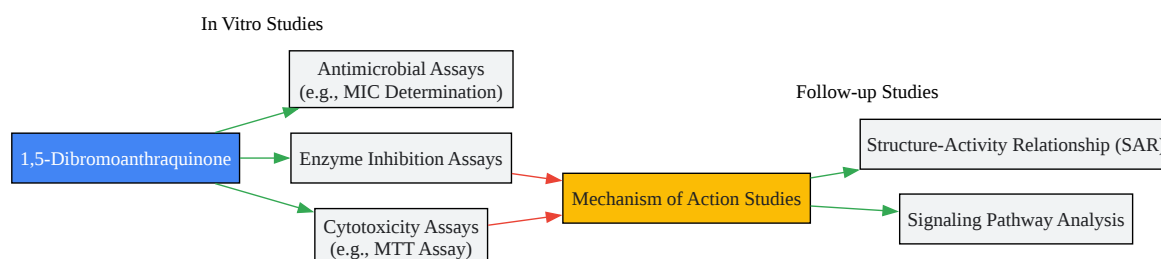 In Vitro Studies
Antimicrobial Assays
(e.g., MIC Determination)
Follow-up Studies
1,5-Dibromoanthraquinone
Enzyme Inhibition Assays
Structure-Activity Relationship (SAR)
Mechanism of Action Studies
Cytotoxicity Assays
(e.g., MTT Assay)
Signaling Pathway Analysis